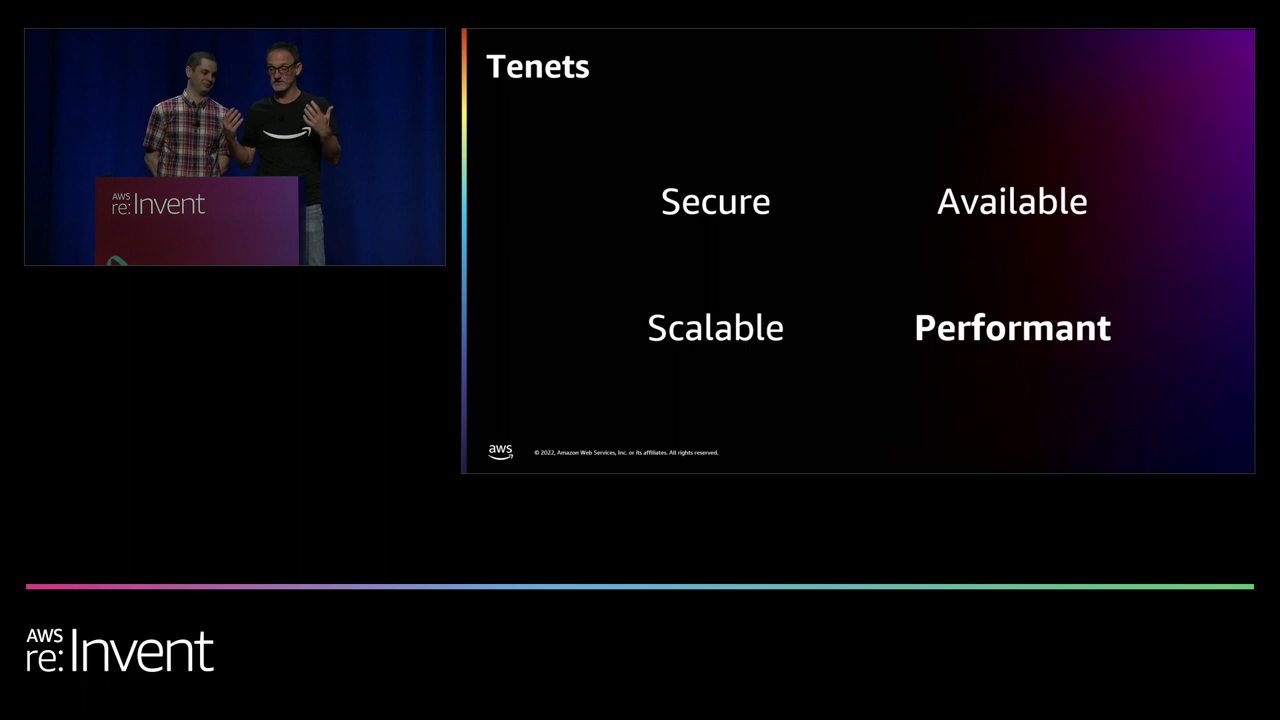 AWS
re:Invent
Tenets
Secure
Available
Scalable
Performant
aws
© 2022, Amazon Web Services, Inc. or its affiliates. All rights reserved.
AWS
re:Invent